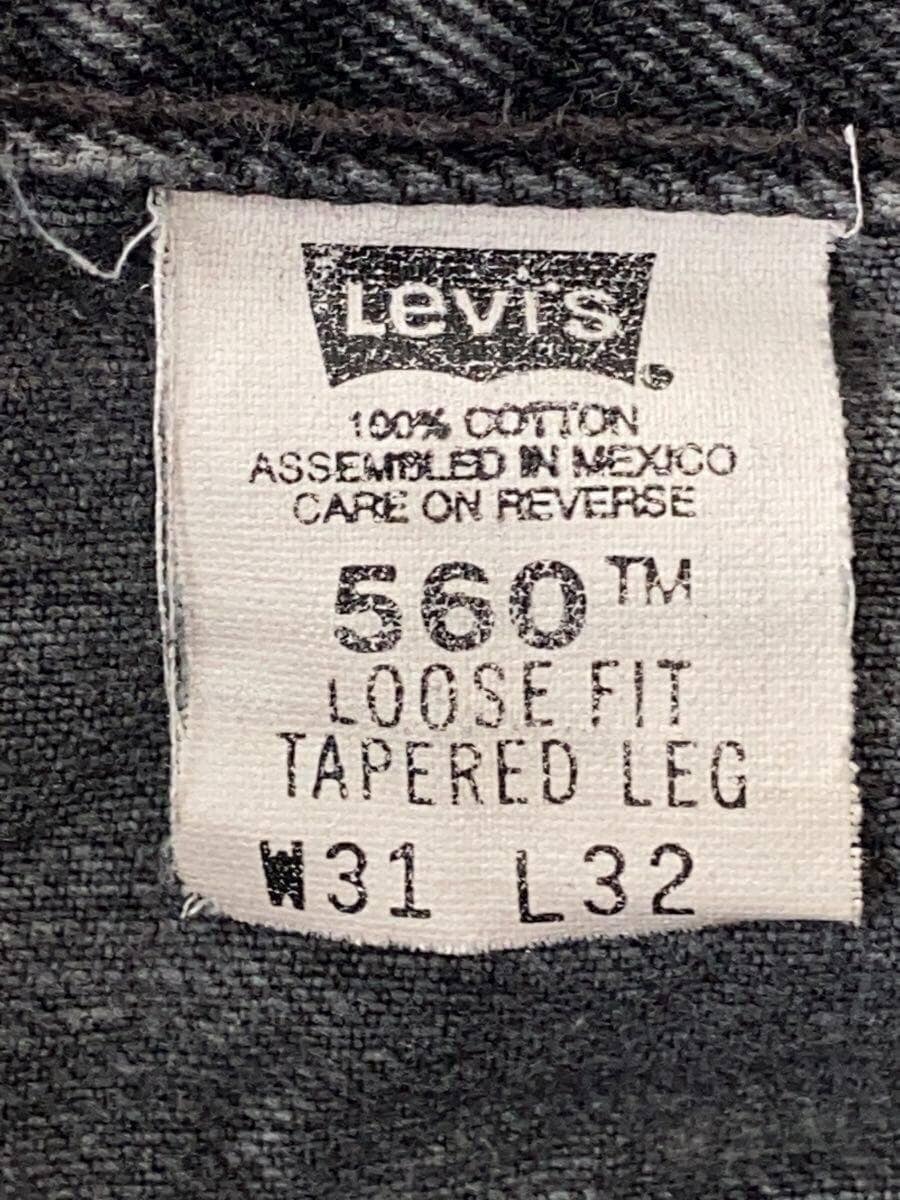 Levi's
100% COTTON
ASSEMBLED IN MEXICO
CARE ON REVERSE
560™
LOOSE FIT
TAPERED LEG
W31 L32